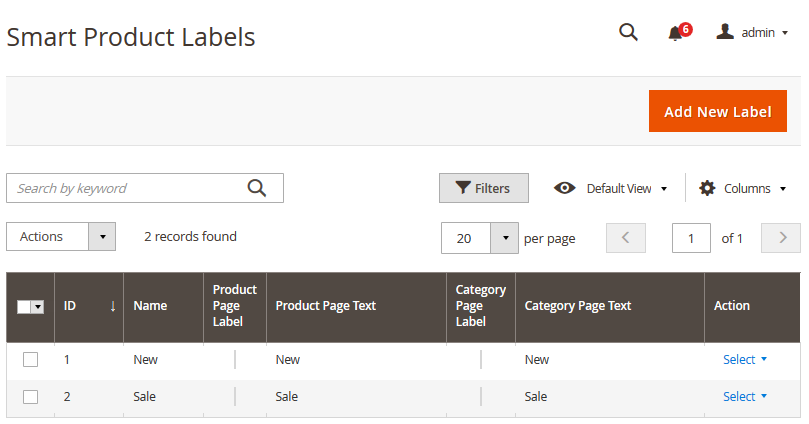 Smart Product Labels
6
admin
Add New Label
Search by keyword
Filters
Default View
Columns
Actions
2 records found
20
per page
1
of 1
ID
Name
Product
Page
Label
Product Page Text
Category
Page
Label
Category Page Text
Action
1
New
New
New
Select
2
Sale
Sale
Sale
Select